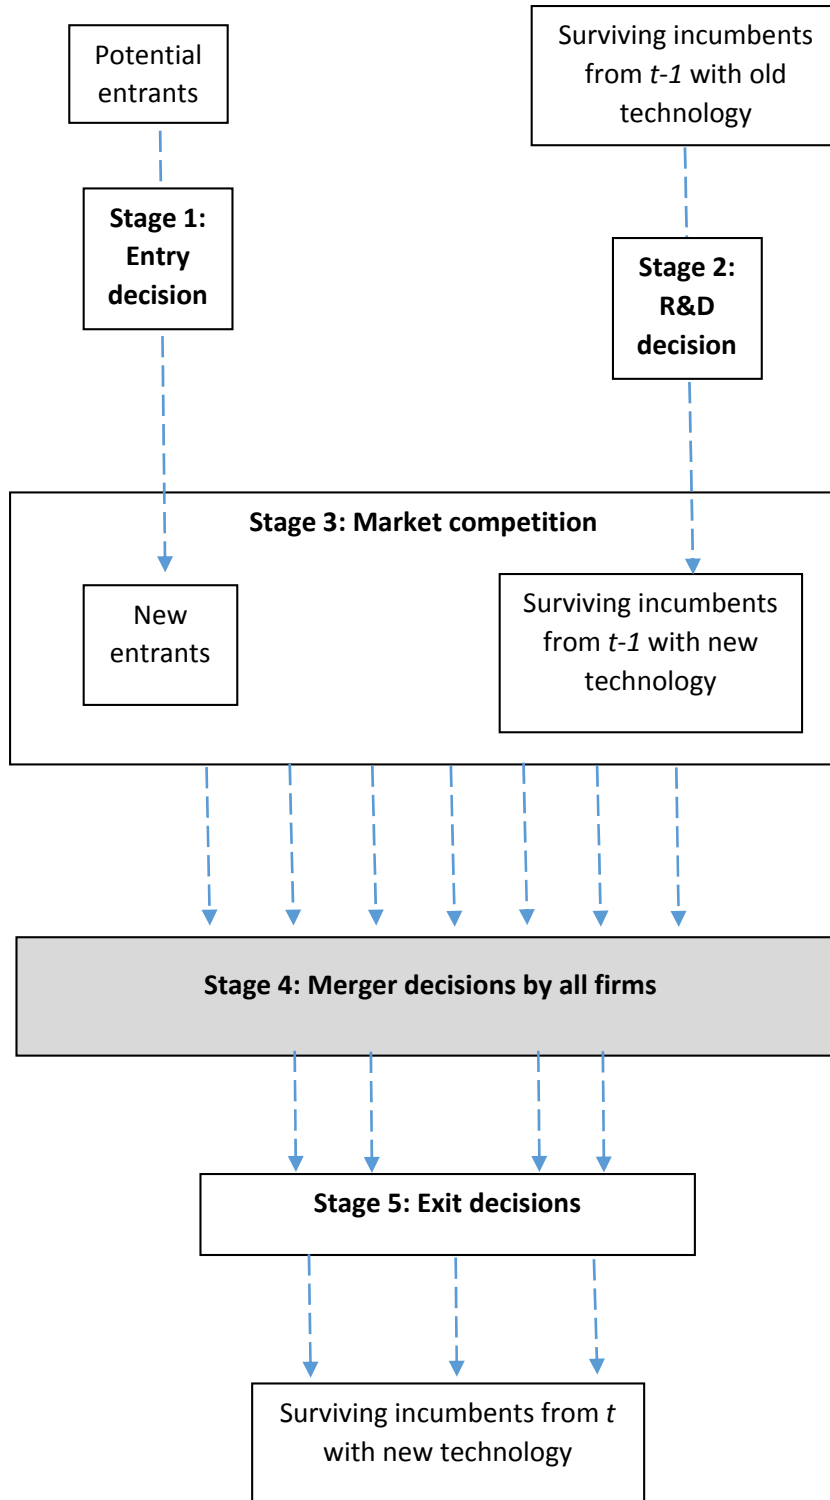 Potential
entrants
Surviving incumbents
from t-1 with old
technology
Stage 1:
Entry
decision
Stage 2:
R&D
decision
Stage 3: Market competition
New
entrants
Surviving incumbents
from t-1 with new
technology
Stage 4: Merger decisions by all firms
Stage 5: Exit decisions
Surviving incumbents from t
with new technology